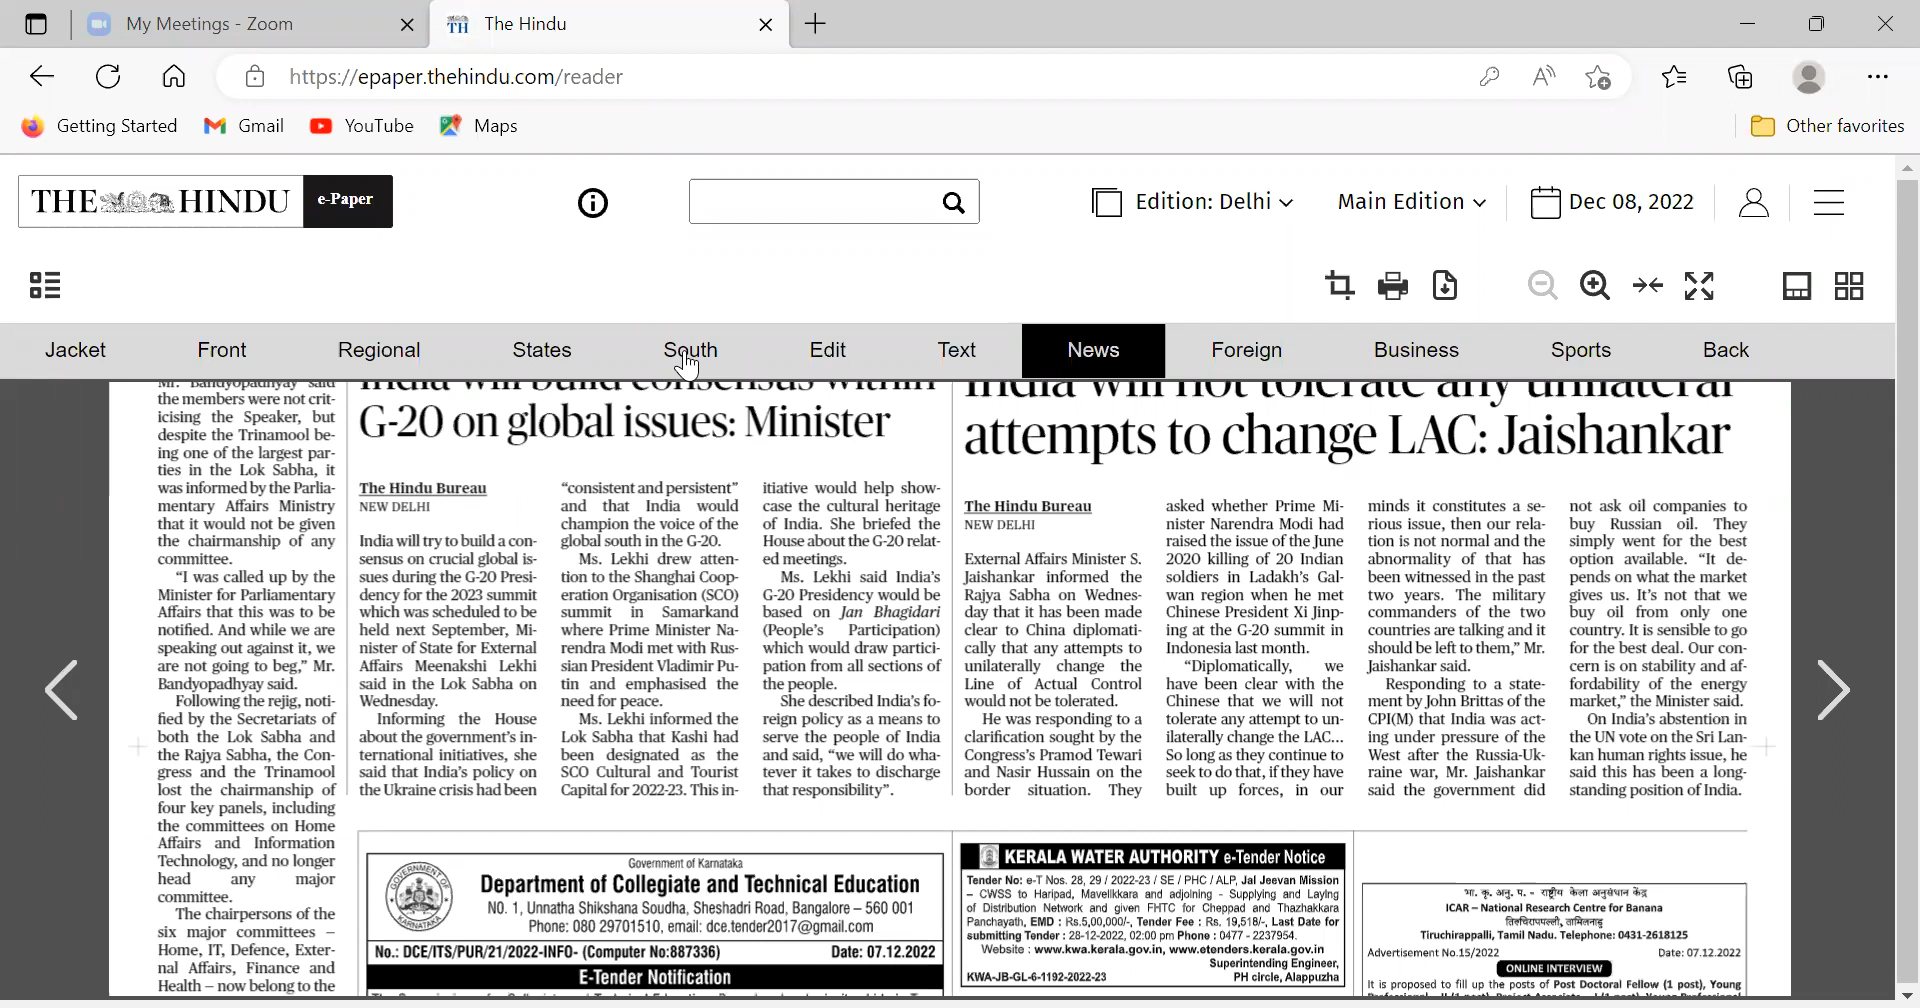 My Meetings - Zoom
The Hindu
https://epaper.thehindu.com/reader
Getting Started
Gmail
YouTube
Maps
Other favorites
THE HINDU e-Paper
Edition: Delhi
Main Edition
Dec 08, 2022
Jacket
Front
Regional
States
South
Edit
Text
News
Foreign
Business
Sports
Back
Mr. Bandyopadhyay said
the members were not crit-
icising the Speaker, but
despite the Trinamool be-
ing one of the largest par-
ties in the Lok Sabha, it
was informed by the Parlia-
mentary Affairs Ministry
that it would not be given
the chairmanship of any
committee.
“I was called up by the
Minister for Parliamentary
Affairs that this was to be
notified. And while we are
speaking out against it, we
are not going to beg,” Mr.
Bandyopadhyay said.
Following the rejig, noti-
fied by the Secretariats of
both the Lok Sabha and
the Rajya Sabha, the Con-
gress and the Trinamool
lost the chairmanship of
four key panels, including
the committees on Home
Affairs and Information
Technology, and no longer
head any major
committee.
The chairpersons of the
six major committees –
Home, IT, Defence, Exter-
nal Affairs, Finance and
Health – now belong to the
India will build consensus within
G-20 on global issues: Minister
The Hindu Bureau
NEW DELHI
India will try to build a con-
sensus on crucial global is-
sues during the G-20 Presi-
dency for the 2023 summit
which was scheduled to be
held next September, Mi-
nister of State for External
Affairs Meenakshi Lekhi
said in the Lok Sabha on
Wednesday.
Informing the House
about the government’s in-
ternational initiatives, she
said that India’s policy on
the Ukraine crisis had been
“consistent and persistent”
and that India would
champion the voice of the
global south in the G-20.
Ms. Lekhi drew atten-
tion to the Shanghai Coop-
eration Organisation (SCO)
summit in Samarkand
where Prime Minister Na-
rendra Modi met with Rus-
sian President Vladimir Pu-
tin and emphasised the
need for peace.
Ms. Lekhi informed the
Lok Sabha that Kashi had
been designated as the
SCO Cultural and Tourist
Capital for 2022-23. This in-
itiative would help show-
case the cultural heritage
of India. She briefed the
House about the G-20 relat-
ed meetings.
Ms. Lekhi said India’s
G-20 Presidency would be
based on Jan Bhagidari
(People’s Participation)
which would draw partici-
pation from all sections of
the people.
She described India’s fo-
reign policy as a means to
serve the people of India
and said, “we will do wha-
tever it takes to discharge
that responsibility”.
India will not tolerate any unilateral
attempts to change LAC: Jaishankar
The Hindu Bureau
NEW DELHI
External Affairs Minister S.
Jaishankar informed the
Rajya Sabha on Wednes-
day that it has been made
clear to China diplomati-
cally that any attempts to
unilaterally change the
Line of Actual Control
would not be tolerated.
He was responding to a
clarification sought by the
Congress’s Pramod Tewari
and Nasir Hussain on the
border situation. They
asked whether Prime Mi-
nister Narendra Modi had
raised the issue of the June
2020 killing of 20 Indian
soldiers in Ladakh’s Gal-
wan region when he met
Chinese President Xi Jinp-
ing at the G-20 summit in
Indonesia last month.
“Diplomatically, we
have been clear with the
Chinese that we will not
tolerate any attempt to un-
ilaterally change the LAC...
So long as they continue to
seek to do that, if they have
built up forces, in our
minds it constitutes a se-
rious issue, then our rela-
tion is not normal and the
abnormality of that has
been witnessed in the past
two years. The military
commanders of the two
countries are talking and it
should be left to them,” Mr.
Jaishankar said.
Responding to a state-
ment by John Brittas of the
CPI(M) that India was act-
ing under pressure of the
West after the Russia-Uk-
raine war, Mr. Jaishankar
said the government did
not ask oil companies to
buy Russian oil. They
simply went for the best
option available. “It de-
pends on what the market
gives us. It’s not that we
buy oil from only one
country. It is sensible to go
for the best deal. Our con-
cern is on stability and af-
fordability of the energy
market,” the Minister said.
On India’s abstention in
the UN vote on the Sri Lan-
kan human rights issue, he
said this has been a long-
standing position of India.
Government of Karnataka
Department of Collegiate and Technical Education
NO. 1, Unnatha Shikshana Soudha, Sheshadri Road, Bangalore – 560 001
Phone: 080 29701510, email: dce.tender2017@gmail.com
No.: DCE/ITS/PUR/21/2022-INFO- (Computer No:887336) Date: 07.12.2022
E-Tender Notification
KERALA WATER AUTHORITY e-Tender Notice
Tender No: e-T Nos. 28, 29 / 2022-23 / SE / PHC / ALP, Jal Jeevan Mission
– CWSS to Haripad, Mavelikkara and adjoining - Supplying and Laying
of Distribution Network and given FHTC for Cheppad and Thazhakkara
Panchayath, EMD : Rs.5,00,000/-, Tender Fee : Rs. 19,518/-, Last Date for
submitting Tender : 28-12-2022, 02:00 pm Phone : 0477 - 2237954.
Website : www.kwa.kerala.gov.in, www.etenders.kerala.gov.in
Superintending Engineer,
KWA-JB-GL-6-1192-2022-23 PH circle, Alappuzha
भा. कृ. अनु. प. - राष्ट्रीय केला अनुसंधान केंद्र
ICAR – National Research Centre for Banana
तिरुचिरापपल्ली, तामिलनाडु
Tiruchirappalli, Tamil Nadu. Telephone: 0431-2618125
Advertisement No.15/2022 Date: 07.12.2022
ONLINE INTERVIEW
It is proposed to fill up the posts of Post Doctoral Fellow (1 post), Young